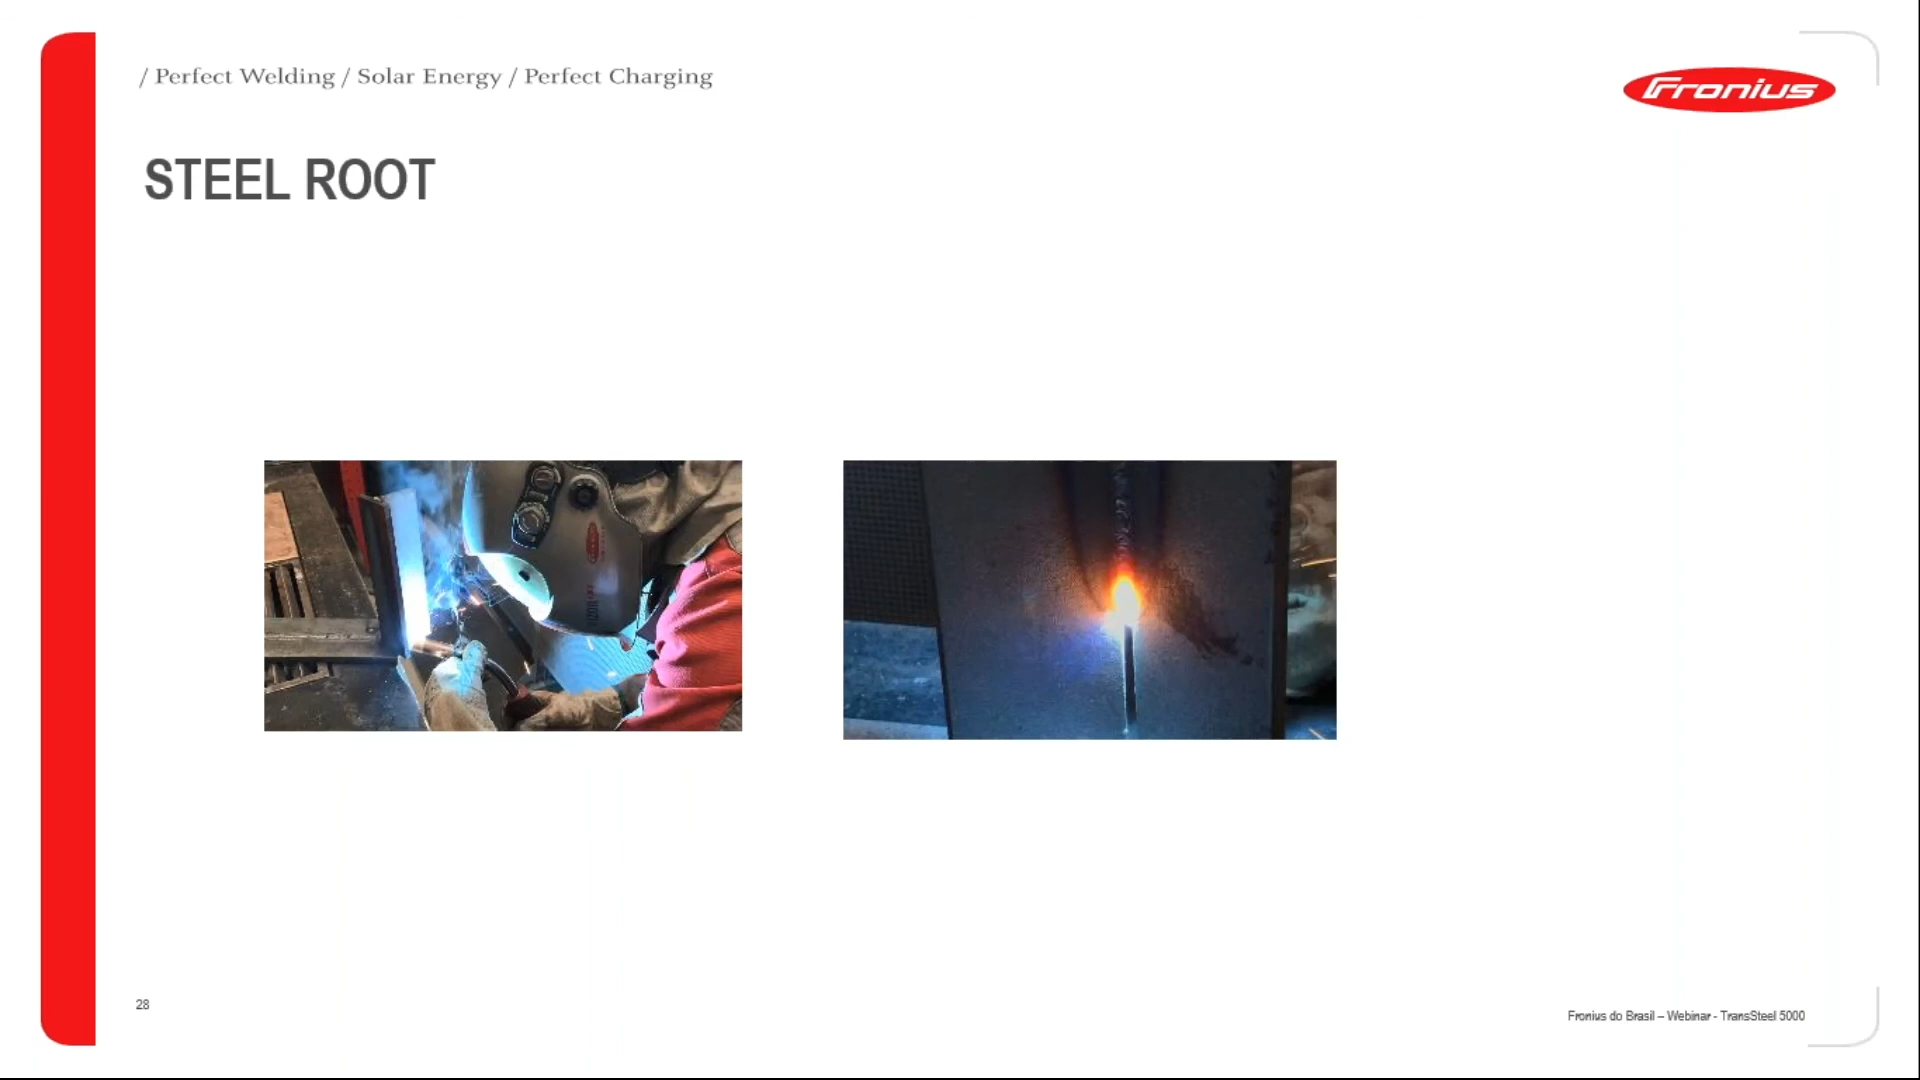 / Perfect Welding / Solar Energy / Perfect Charging
Fronius
STEEL ROOT
28
Fronius do Brasil – Webinar - TransSteel 5000